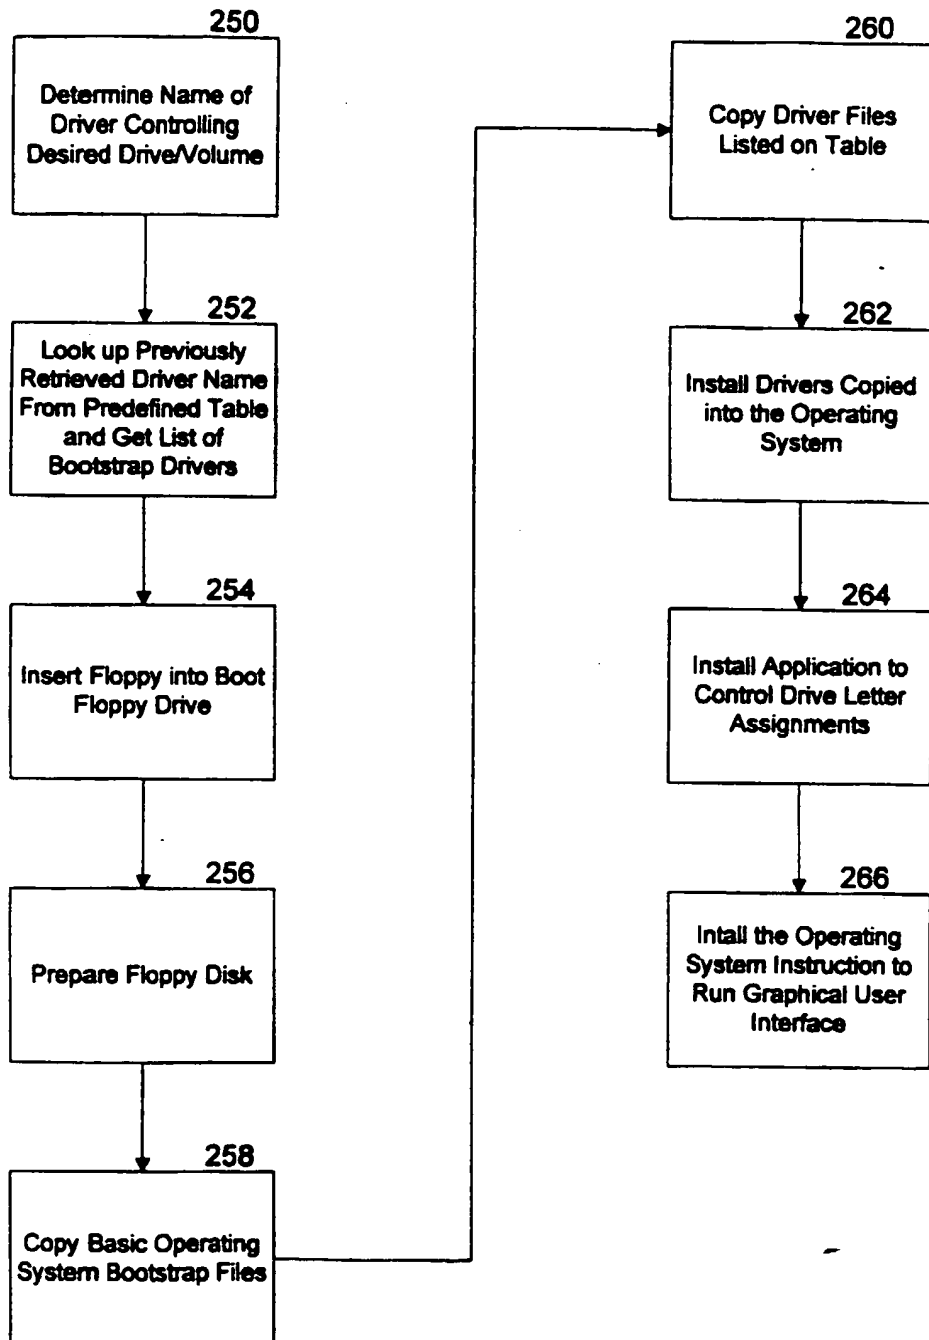 250
Determine Name of
Driver Controlling
Desired Drive/Volume
252
Look up Previously
Retrieved Driver Name
From Predefined Table
and Get List of
Bootstrap Drivers
254
Insert Floppy into Boot
Floppy Drive
256
Prepare Floppy Disk
258
Copy Basic Operating
System Bootstrap Files
260
Copy Driver Files
Listed on Table
262
Install Drivers Copied
into the Operating
System
264
Install Application to
Control Drive Letter
Assignments
266
Intall the Operating
System Instruction to
Run Graphical User
Interface